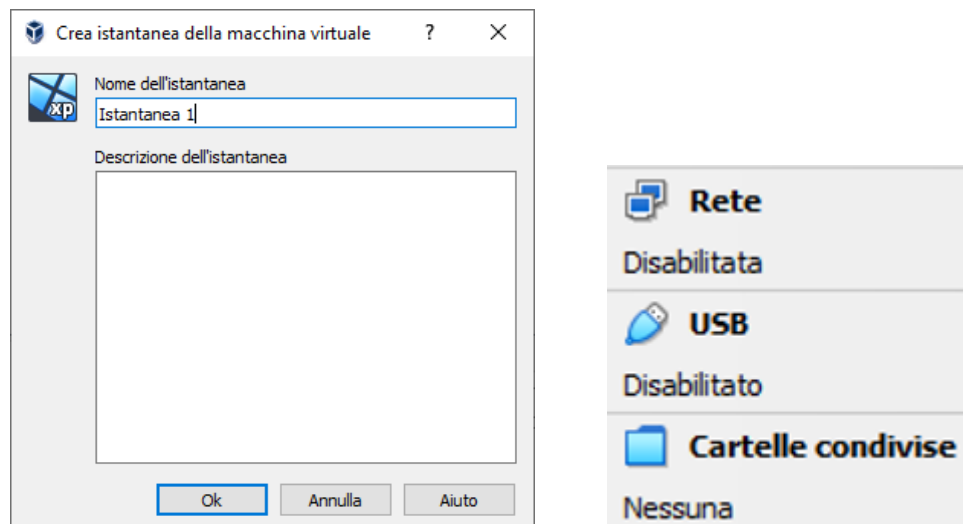 Crea istantanea della macchina virtuale ?
xp
Nome dell'istantanea
Istantanea 1
Descrizione dell'istantanea
Ok Annulla Aiuto
Rete
Disabilitata
USB
Disabilitato
Cartelle condivise
Nessuna